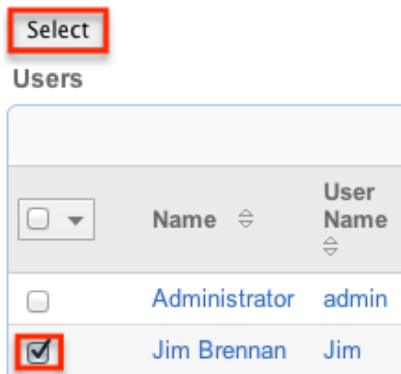 Select
Users
Name User Name
Administrator admin
Jim Brennan Jim